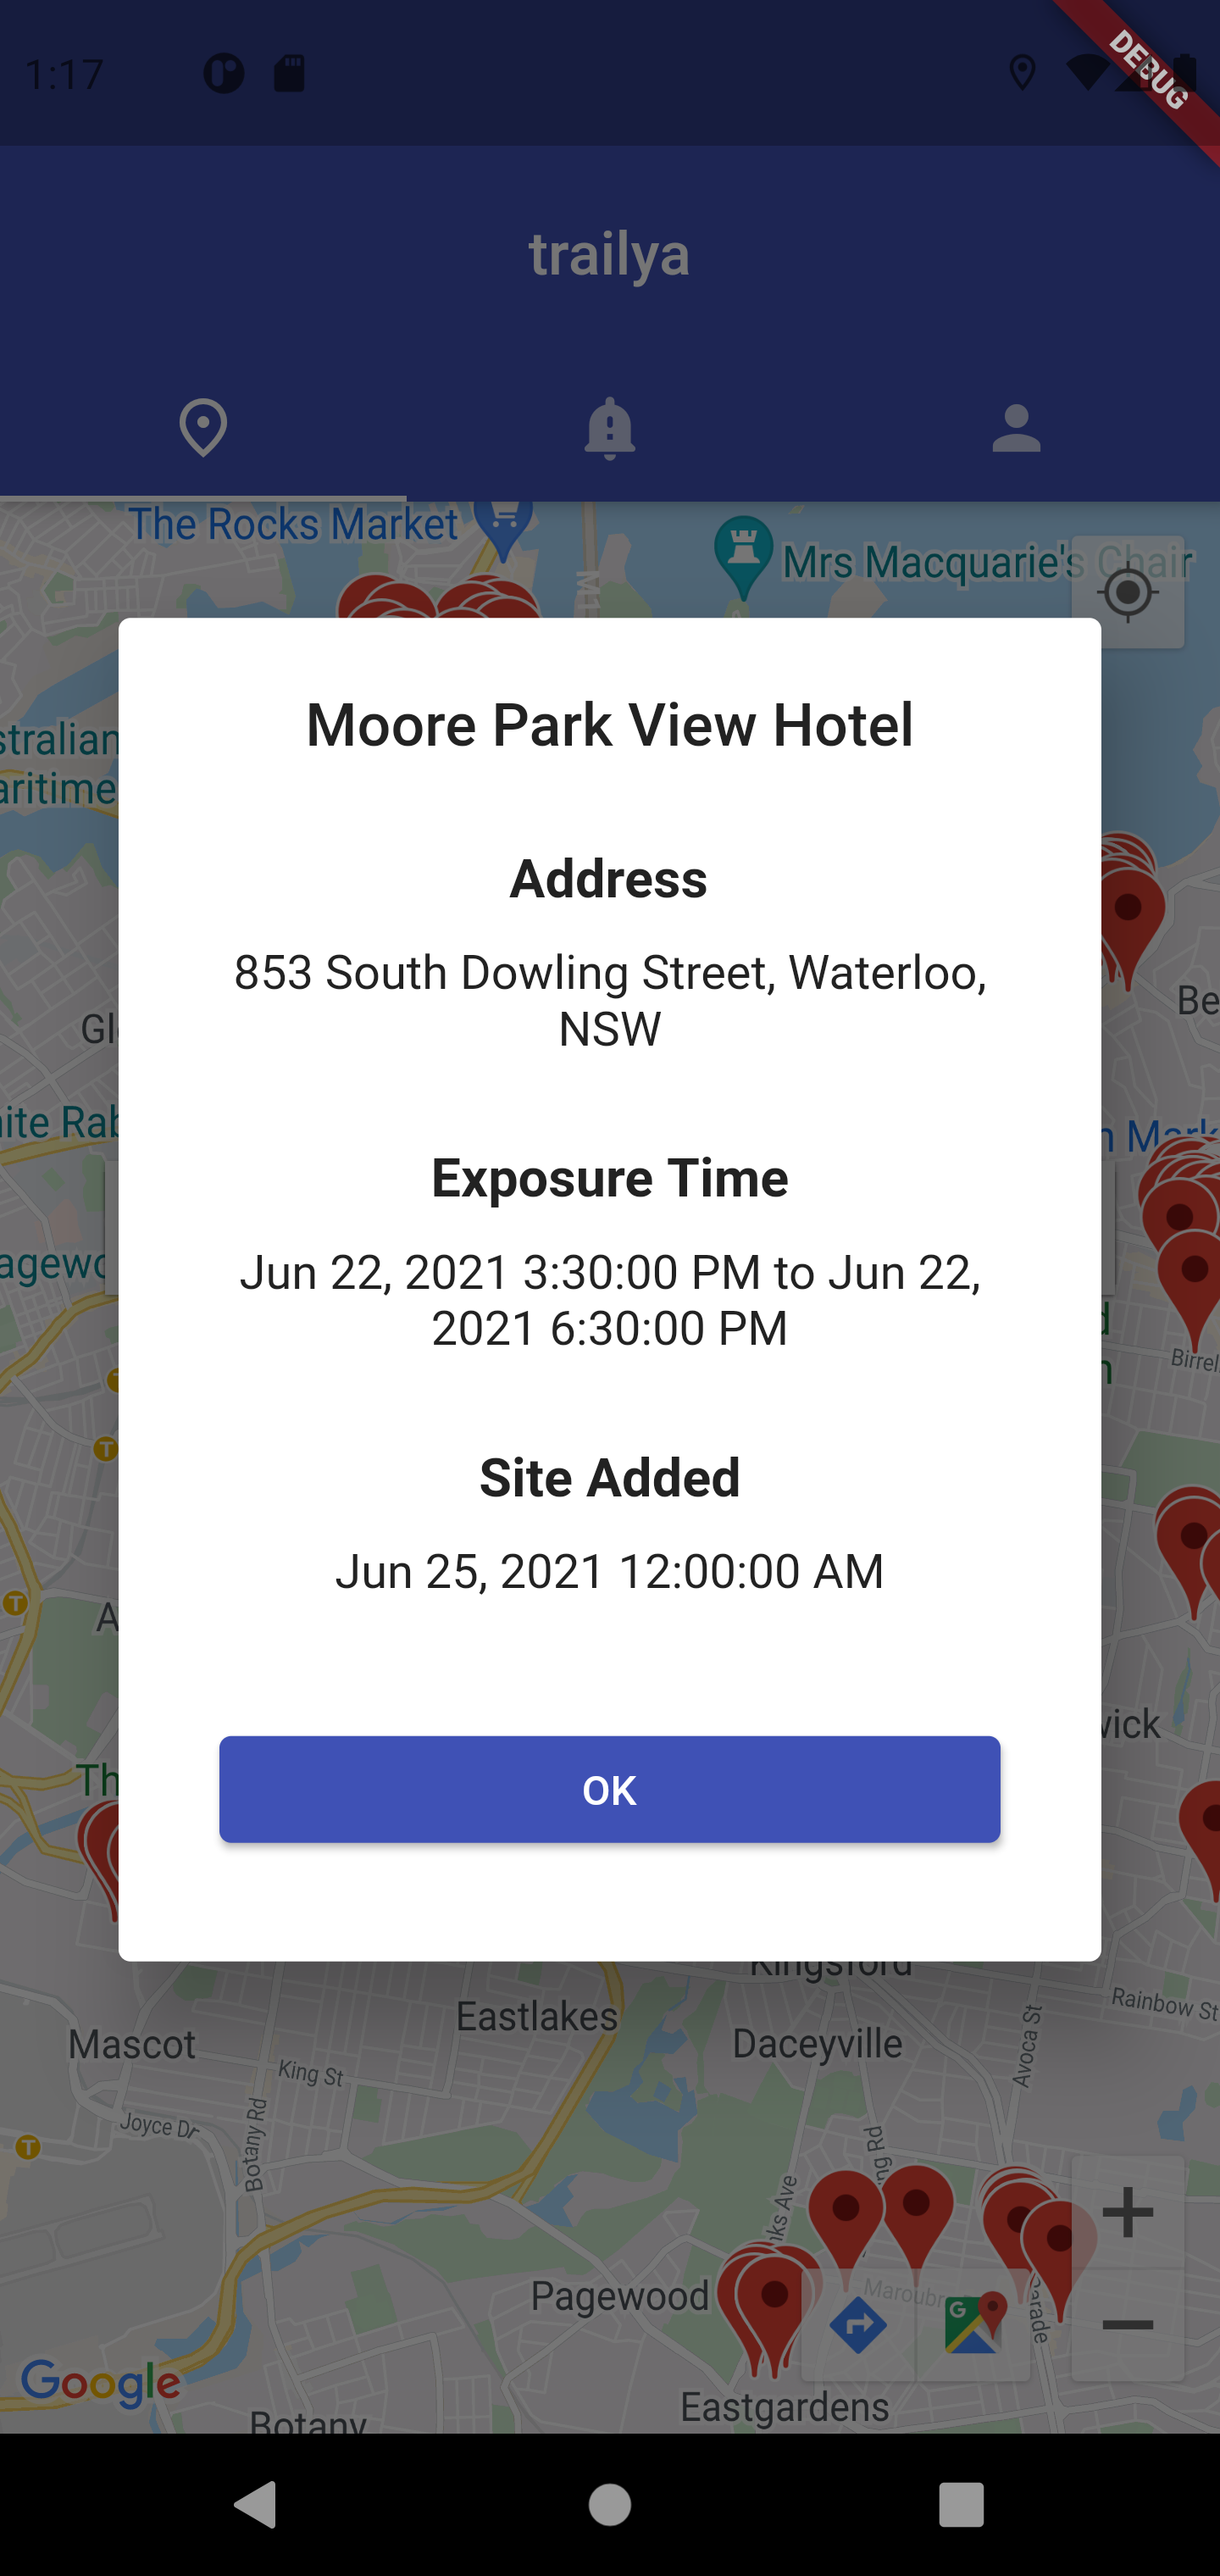 1:17
DEBUG
trailya
The Rocks Market
Mrs Macquarie's Chair
M1
Moore Park View Hotel
Address
853 South Dowling Street, Waterloo,
NSW
Exposure Time
Jun 22, 2021 3:30:00 PM to Jun 22,
2021 6:30:00 PM
Birrel
Site Added
Jun 25, 2021 12:00:00 AM
OK
Kingsford
Rainbow St
Eastlakes
Mascot
Daceyville
Avoca St
King St
Joyce Dr
Botany Rd
Pagewood
Google
Eastgardens
Botany